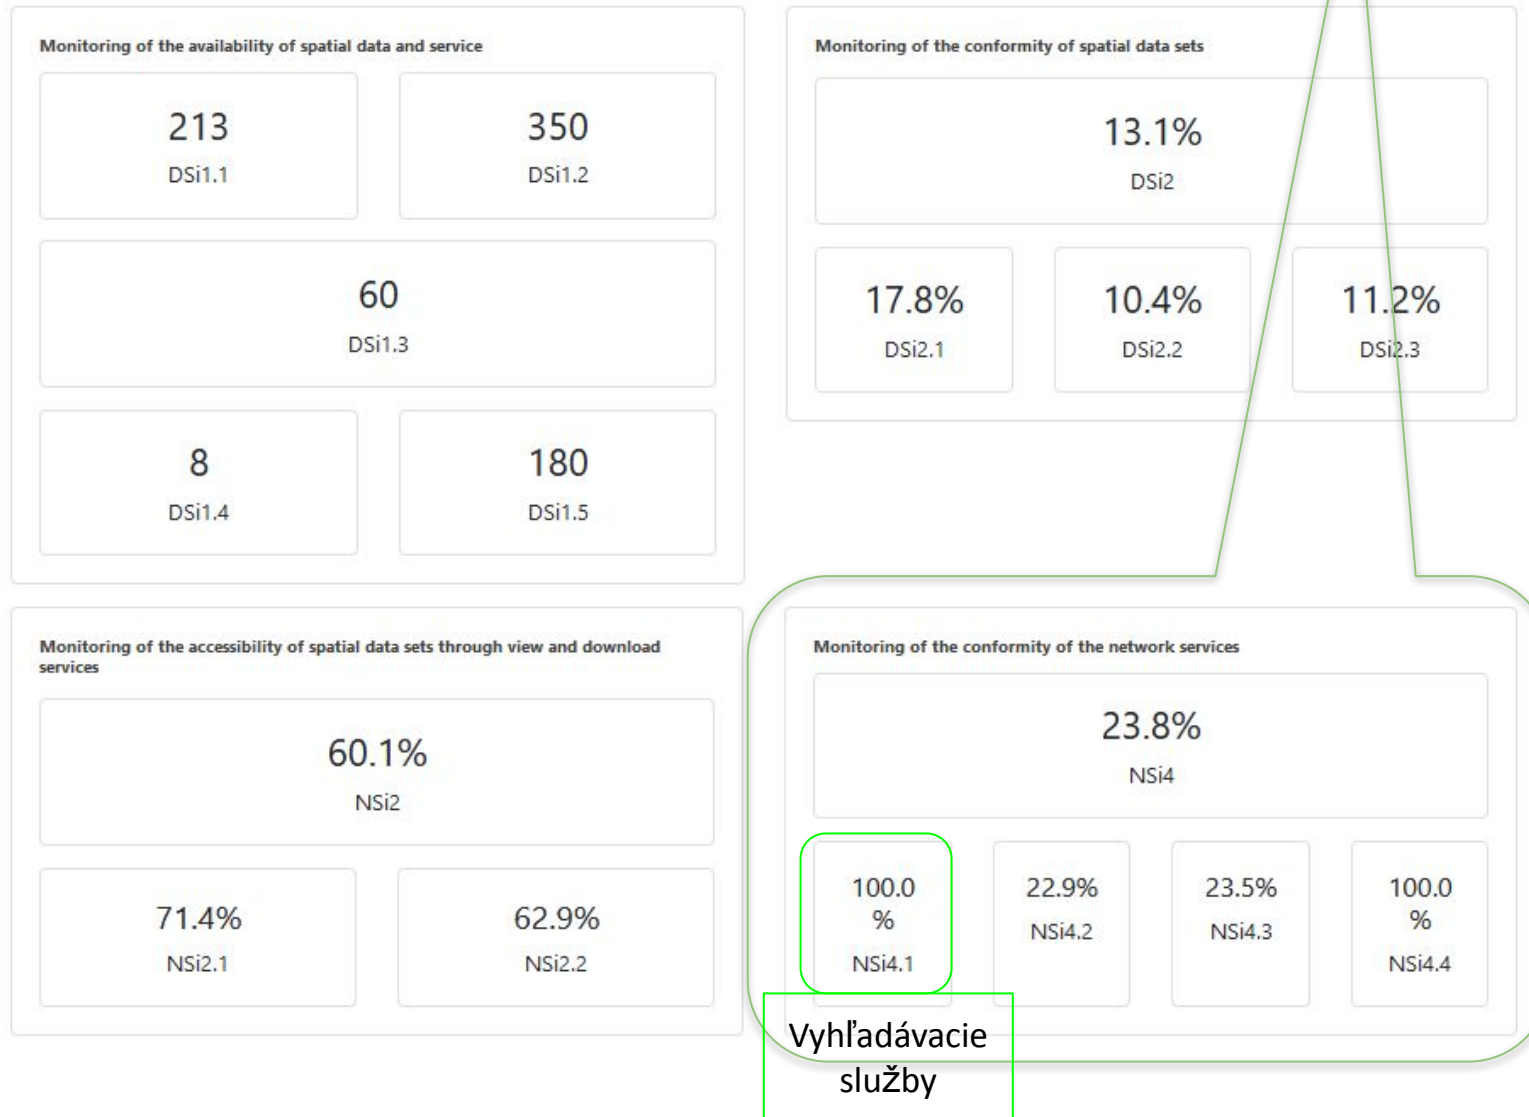 Monitoring of the availability of spatial data and service
213
DSi1.1
350
DSi1.2
60
DSi1.3
8
DSi1.4
180
DSi1.5
Monitoring of the conformity of spatial data sets
13.1%
DSi2
17.8%
DSi2.1
10.4%
DSi2.2
11.2%
DSi2.3
Monitoring of the accessibility of spatial data sets through view and download
services
60.1%
NSi2
71.4%
NSi2.1
62.9%
NSi2.2
Monitoring of the conformity of the network services
23.8%
NSi4
100.0
%
NSi4.1
22.9%
NSi4.2
23.5%
NSi4.3
100.0
%
NSi4.4
Vyhľadávacie
služby